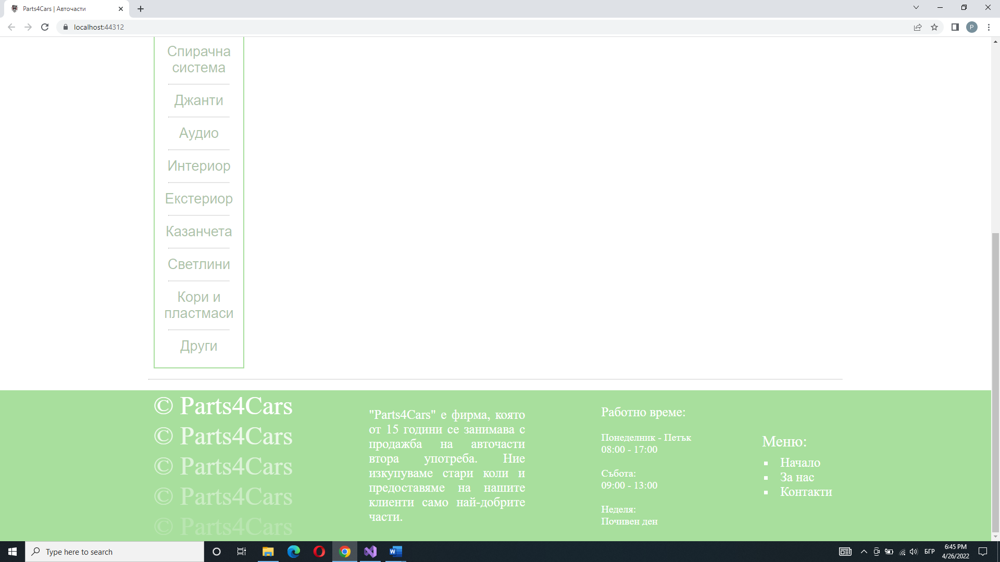 Parts4Cars | Авточасти
localhost:44312
P
Спирачна
система
Джанти
Аудио
Интериор
Екстериор
Казанчета
Светлини
Кори и
пластмаси
Други
© Parts4Cars
© Parts4Cars
© Parts4Cars
© Parts4Cars
© Parts4Cars
"Parts4Cars" е фирма, която
от 15 години се занимава с
продажба на авточасти
втора употреба. Ние
изкупуваме стари коли и
предоставяме на нашите
клиенти само най-добрите
части.
Работно време:
Понеделник - Петък
08:00 - 17:00
Събота:
09:00 - 13:00
Неделя:
Почивен ден
Меню:
Начало
За нас
Контакти
Type here to search
БГР
6:45 PM
4/26/2022